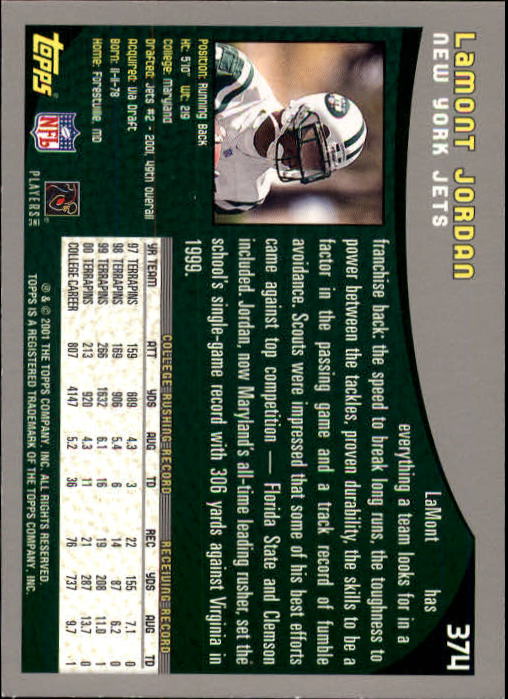 LaMONT JORDAN
NEW YORK JETS
374
LaMont has
everything a team looks for in a
franchise back: the speed to break long runs, the toughness to
power between the tackles, proven durability, the skills to be a
factor in the passing game and a track record of fumble
avoidance. Scouts were impressed that some of his best efforts
came against top competition — Florida State and Clemson
included. Jordan, now Maryland's all-time leading rusher, set the
school's single-game record with 306 yards against Virginia in
1999.
Position: Running Back
Ht: 5'10" Wt: 219
College: Maryland
Drafted: Jets #2 - 2001, 49th overall
Acquired: Via Draft
Born: 11-11-78
Home: Forestville, MD
COLLEGE RUSHING RECORD RECEIVING RECORD
YR TEAM ATT YDS AVG TD REC YDS AVG TD
97 TERRAPINS 159 689 4.3 3 22 155 7.1 0
98 TERRAPINS 169 906 5.4 6 14 87 6.2 0
99 TERRAPINS 266 1632 6.1 16 19 208 11.0 1
00 TERRAPINS 213 920 4.3 11 21 287 13.7 0
COLLEGE CAREER 807 4147 5.2 36 76 737 9.7 1
Topps
NFL
PLAYERS INC
® & © 2001 THE TOPPS COMPANY, INC. ALL RIGHTS RESERVED.
TOPPS IS A REGISTERED TRADEMARK OF THE TOPPS COMPANY, INC.